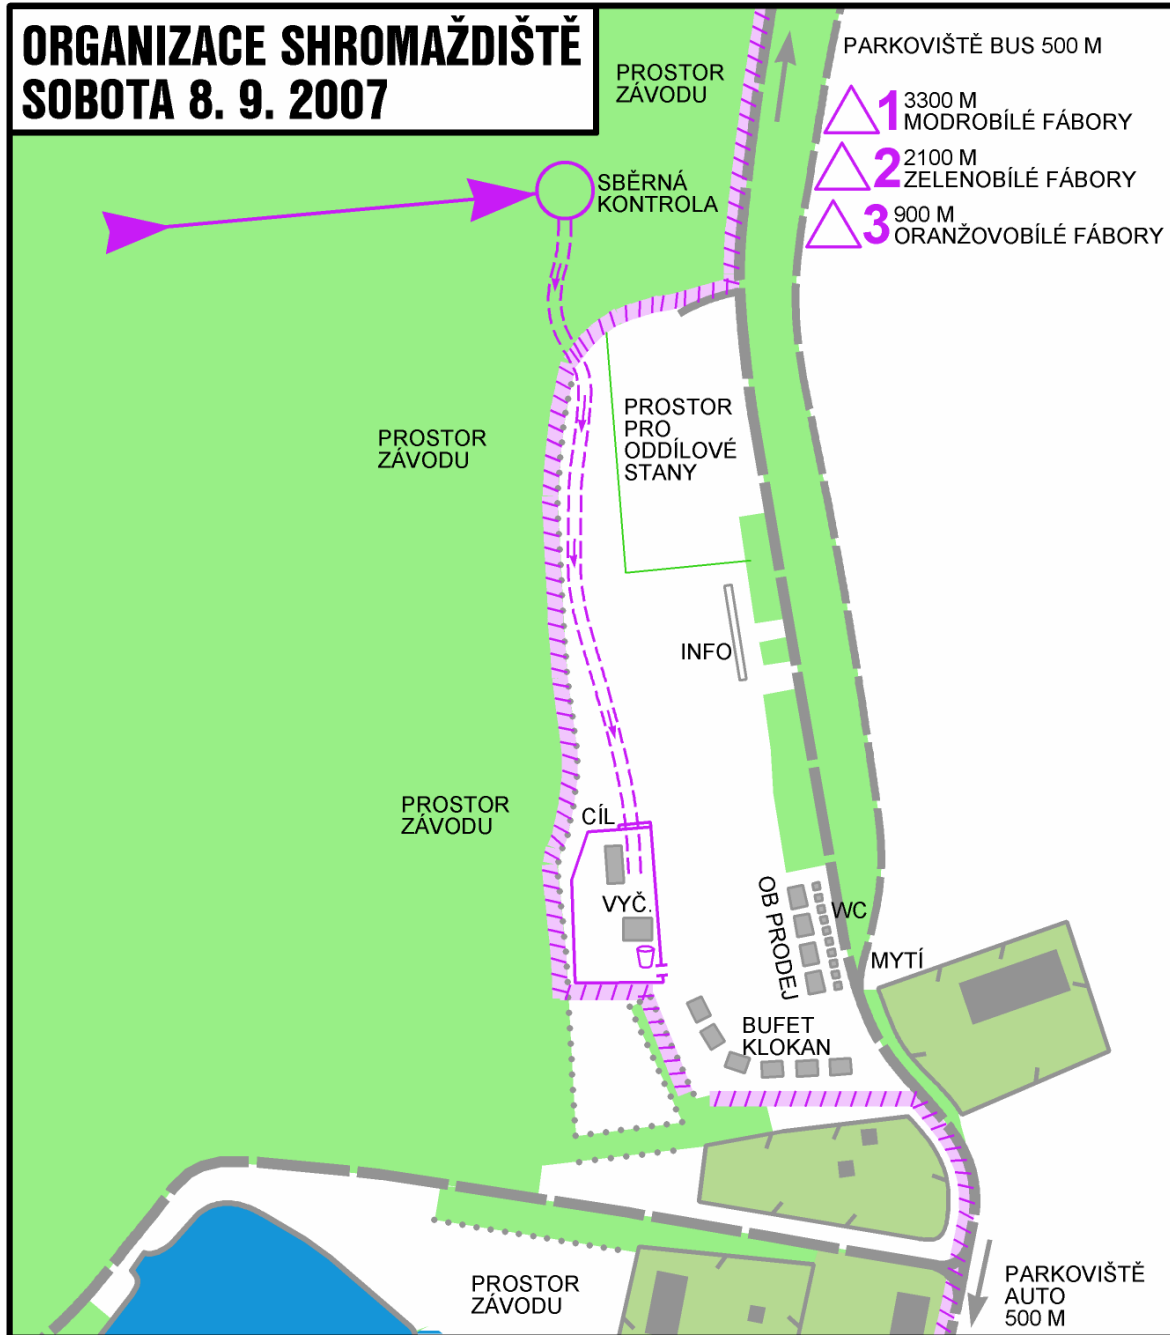 ORGANIZACE SHROMAŽDIŠTĚ
SOBOTA 8. 9. 2007
PROSTOR
ZÁVODU
PARKOVIŠTĚ BUS 500 M
1 3300 M
MODROBÍLÉ FÁBORY
2 2100 M
ZELENOBÍLÉ FÁBORY
3 900 M
ORANŽOVOBÍLÉ FÁBORY
SBĚRNÁ
KONTROLA
PROSTOR
PRO
ODDÍLOVÉ
STANY
PROSTOR
ZÁVODU
INFO
PROSTOR
ZÁVODU
CÍL
VYČ.
OB PRODEJ
WC
MYTÍ
BUFET
KLOKAN
PROSTOR
ZÁVODU
PARKOVIŠTĚ
AUTO
500 M